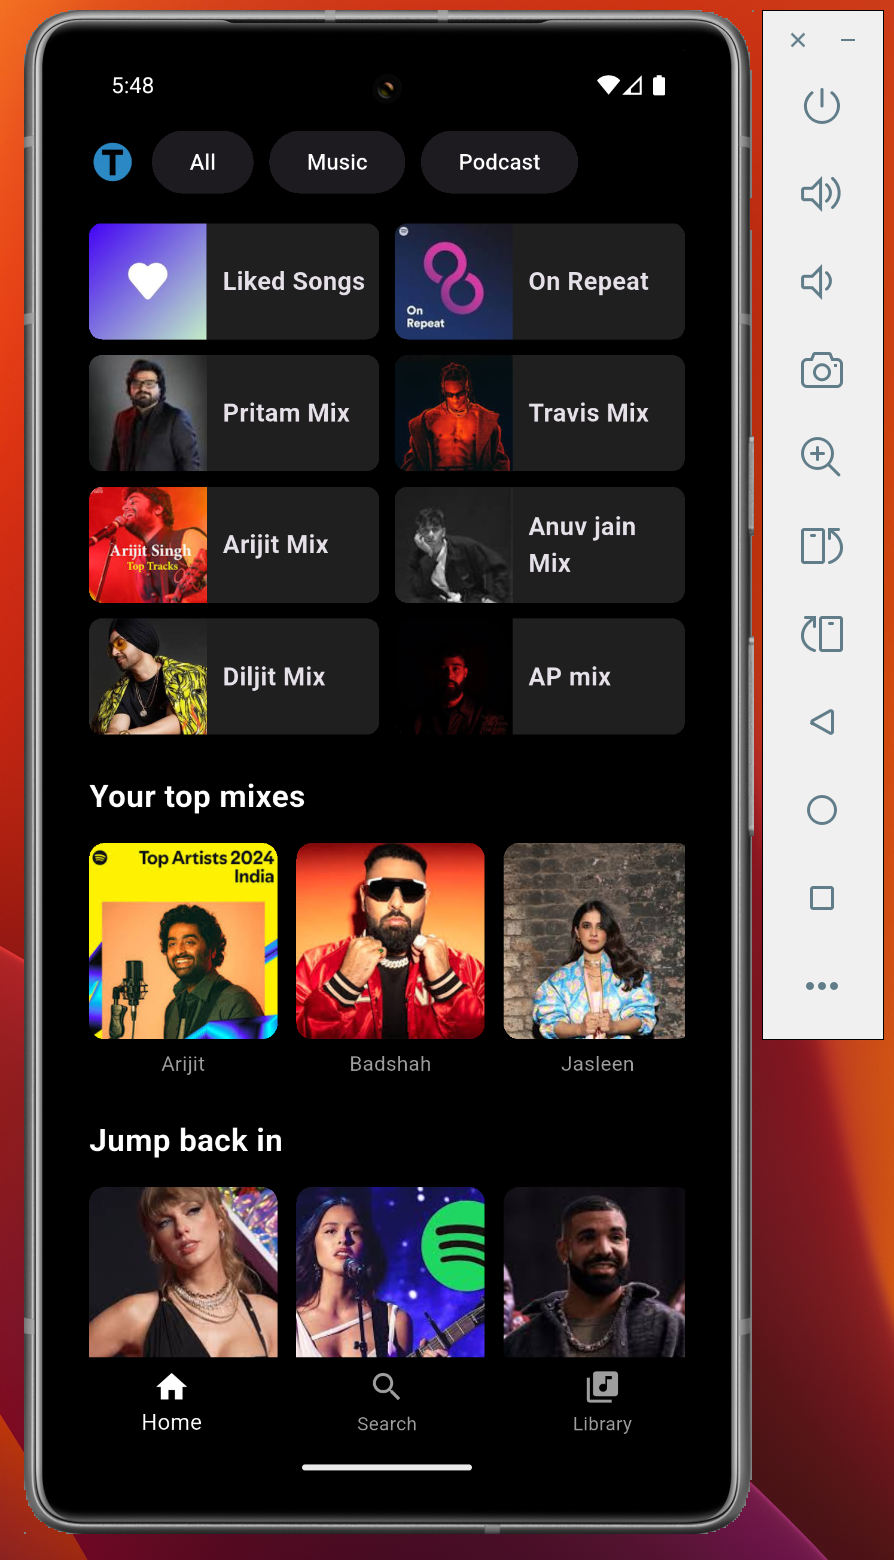 5:48
T
All
Music
Podcast
Liked Songs
On
Repeat
On Repeat
Pritam Mix
Travis Mix
Arijit Singh
Top Tracks
Arijit Mix
Anuv jain
Mix
Diljit Mix
AP mix
Your top mixes
Top Artists 2024
India
Arijit
Badshah
Jasleen
Jump back in
Home
Search
Library